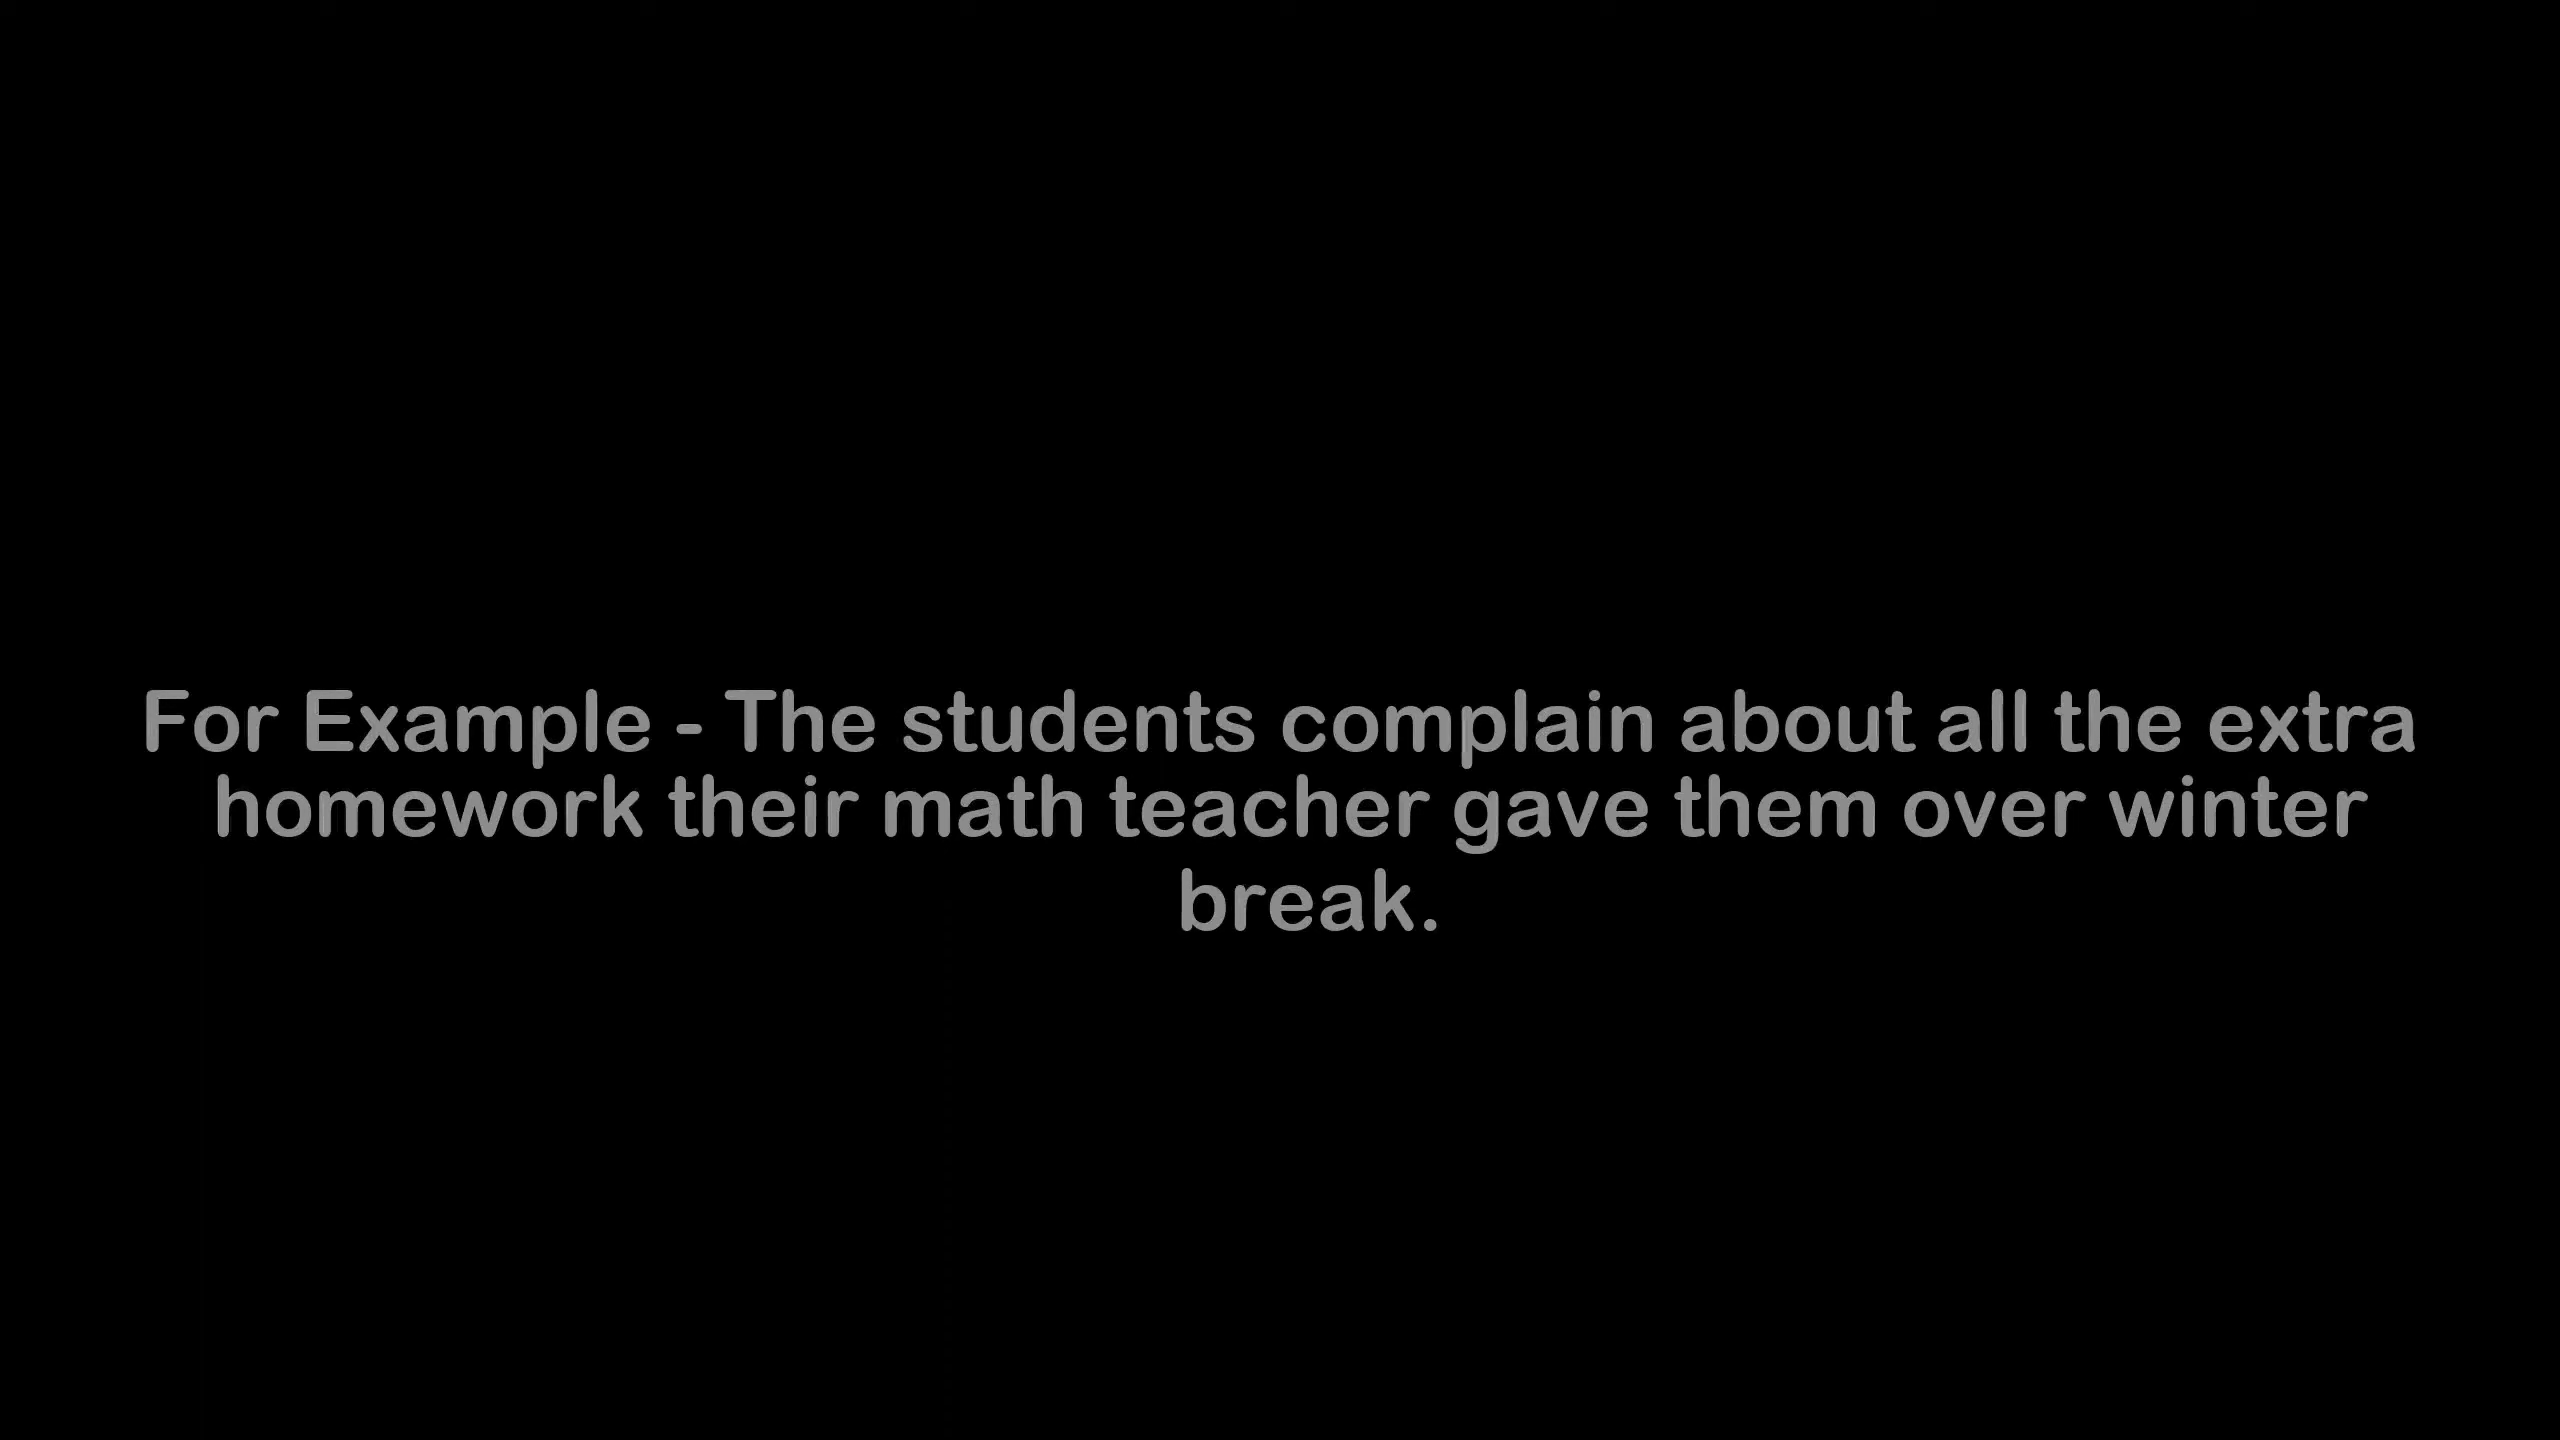 For Example - The students complain about all the extra
homework their math teacher gave them over winter
break.